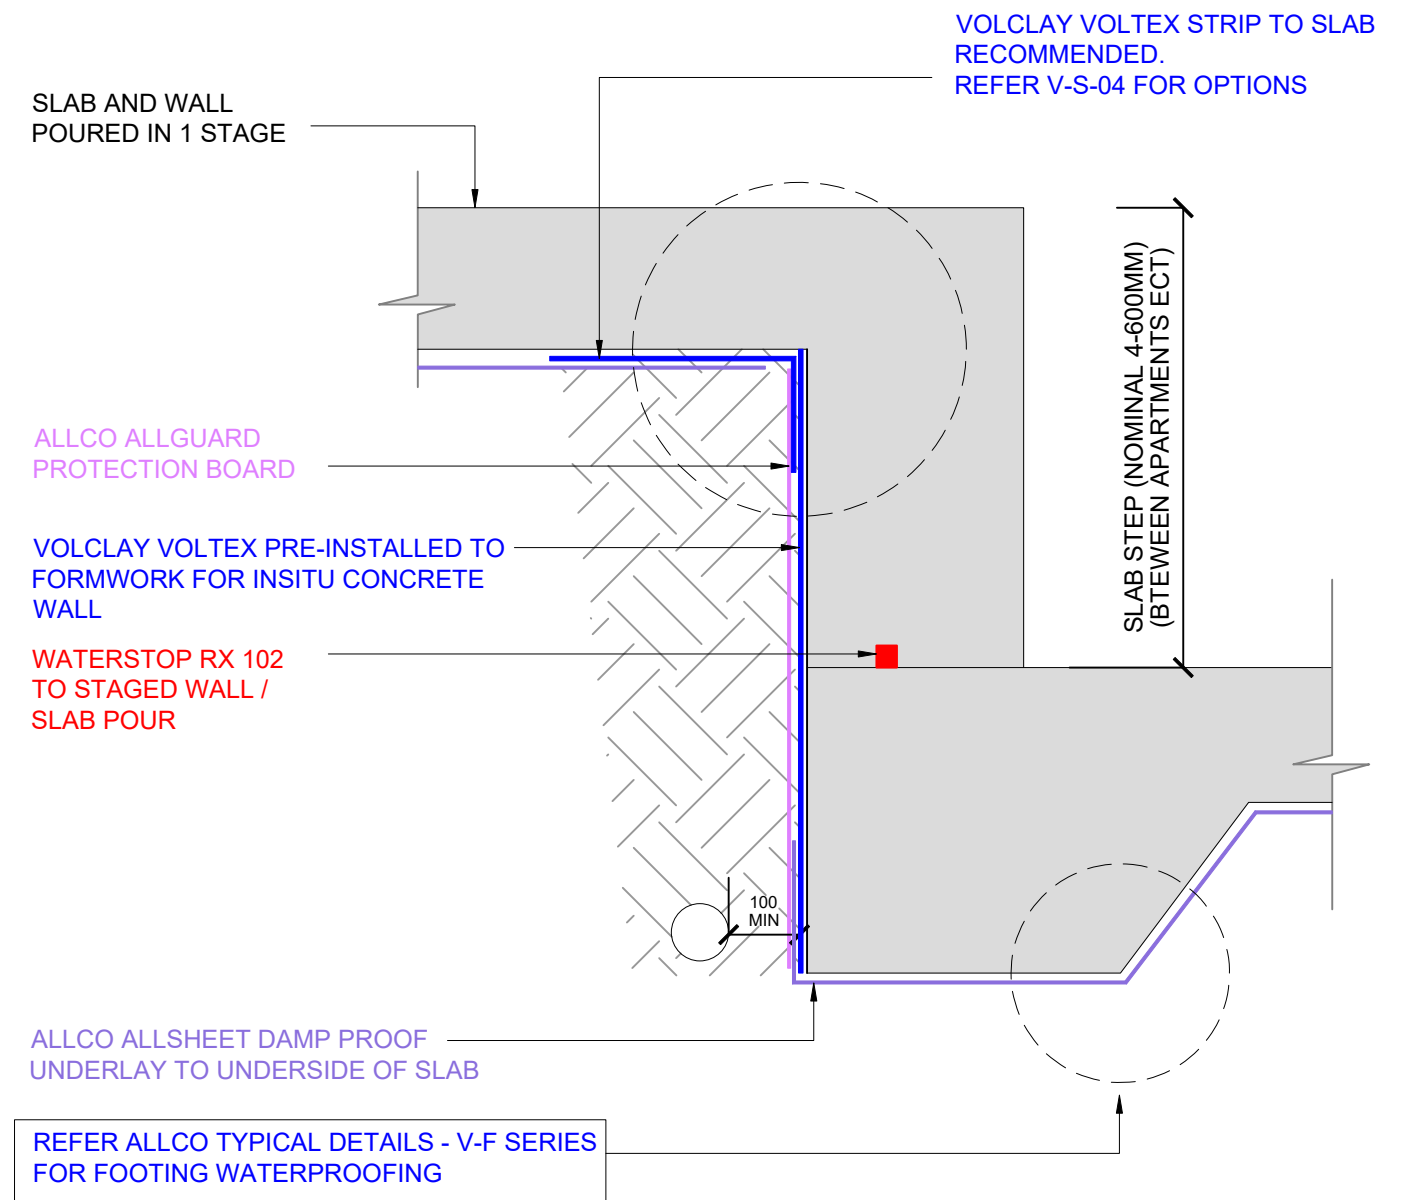 VOLCLAY VOLTEX STRIP TO SLAB
RECOMMENDED.
REFER V-S-04 FOR OPTIONS
SLAB AND WALL
POURED IN 1 STAGE
SLAB STEP (NOMINAL 4-600MM)
(BTEWEEN APARTMENTS ECT)
ALLCO ALLGUARD
PROTECTION BOARD
VOLCLAY VOLTEX PRE-INSTALLED TO
FORMWORK FOR INSITU CONCRETE
WALL
WATERSTOP RX 102
TO STAGED WALL /
SLAB POUR
100
MIN
ALLCO ALLSHEET DAMP PROOF
UNDERLAY TO UNDERSIDE OF SLAB
REFER ALLCO TYPICAL DETAILS - V-F SERIES
FOR FOOTING WATERPROOFING